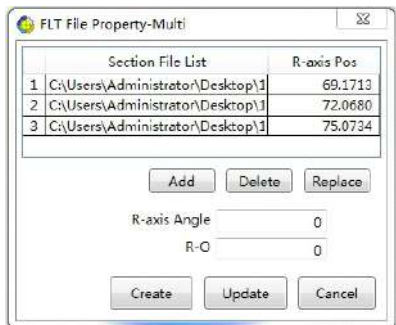 FLT File Property-Multi
Section File List R-axis Pos
1 C:\Users\Administrator\Desktop\1 69.1713
2 C:\Users\Administrator\Desktop\1 72.0680
3 C:\Users\Administrator\Desktop\1 75.0734
Add Delete Replace
R-axis Angle 0
R-O 0
Create Update Cancel